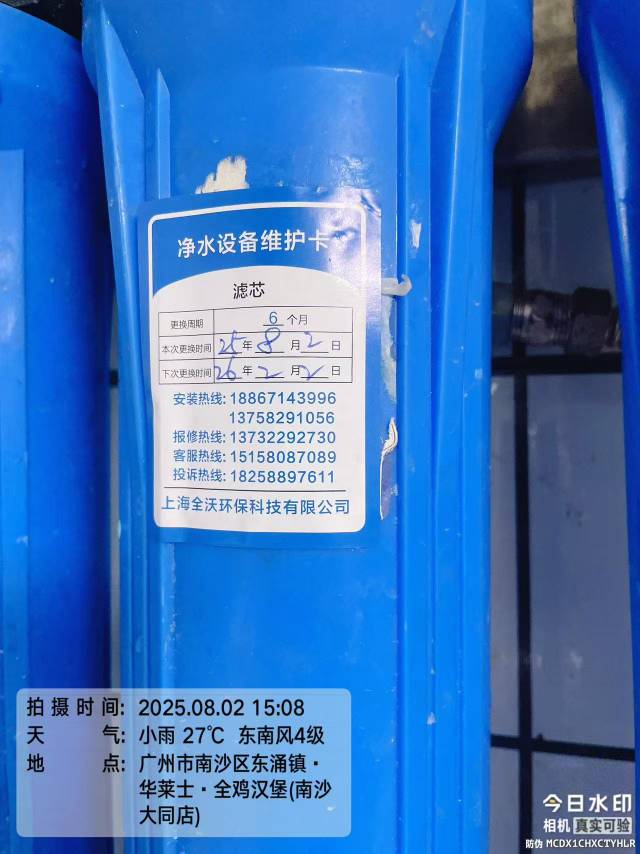 净水设备维护卡
滤芯
更换周期 6 个月
本次更换时间 25 年 8 月 2 日
下次更换时间 26 年 2 月 2 日
安装热线: 18867143996
13758291056
报修热线: 13732292730
客服热线: 15158087089
投诉热线: 18258897611
上海全沃环保科技有限公司
拍摄时间: 2025.08.02 15:08
天气: 小雨 27℃ 东南风4级
地点: 广州市南沙区东涌镇·
华莱士·全鸡汉堡(南沙
大同店)
今日水印
相机 真实可验
防伪 MCDX1CHXCTYHLR